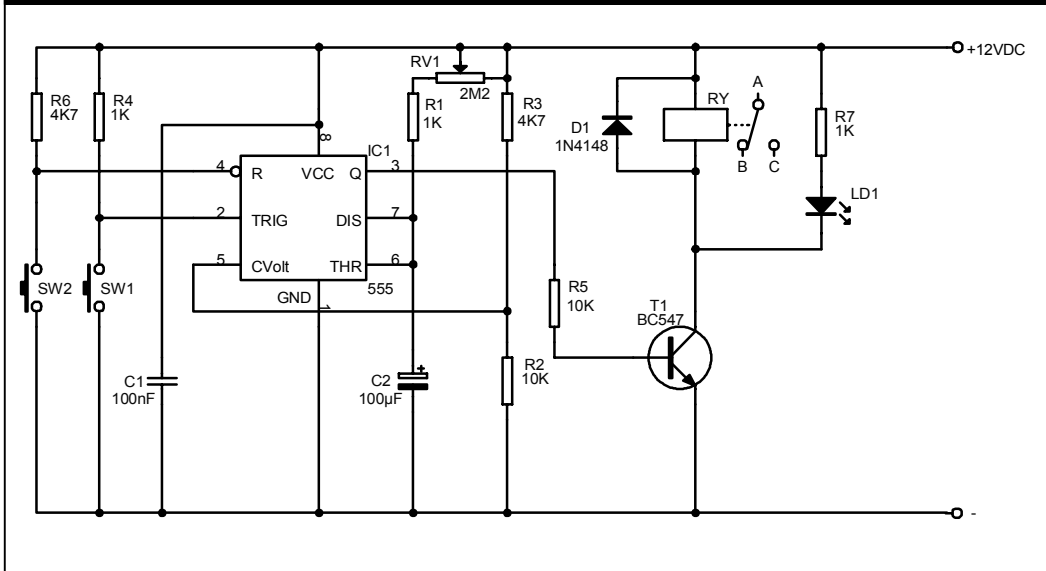 +12VDC
RV1
2M2
R6
4K7
R4
1K
R1
1K
R3
4K7
D1
1N4148
RY
A
B
C
R7
1K
LD1
IC1
8
4
R
VCC
Q
3
2
TRIG
DIS
7
5
CVolt
THR
6
GND
1
555
SW2
SW1
R5
10K
T1
BC547
C1
100nF
C2
100µF
+
R2
10K
-